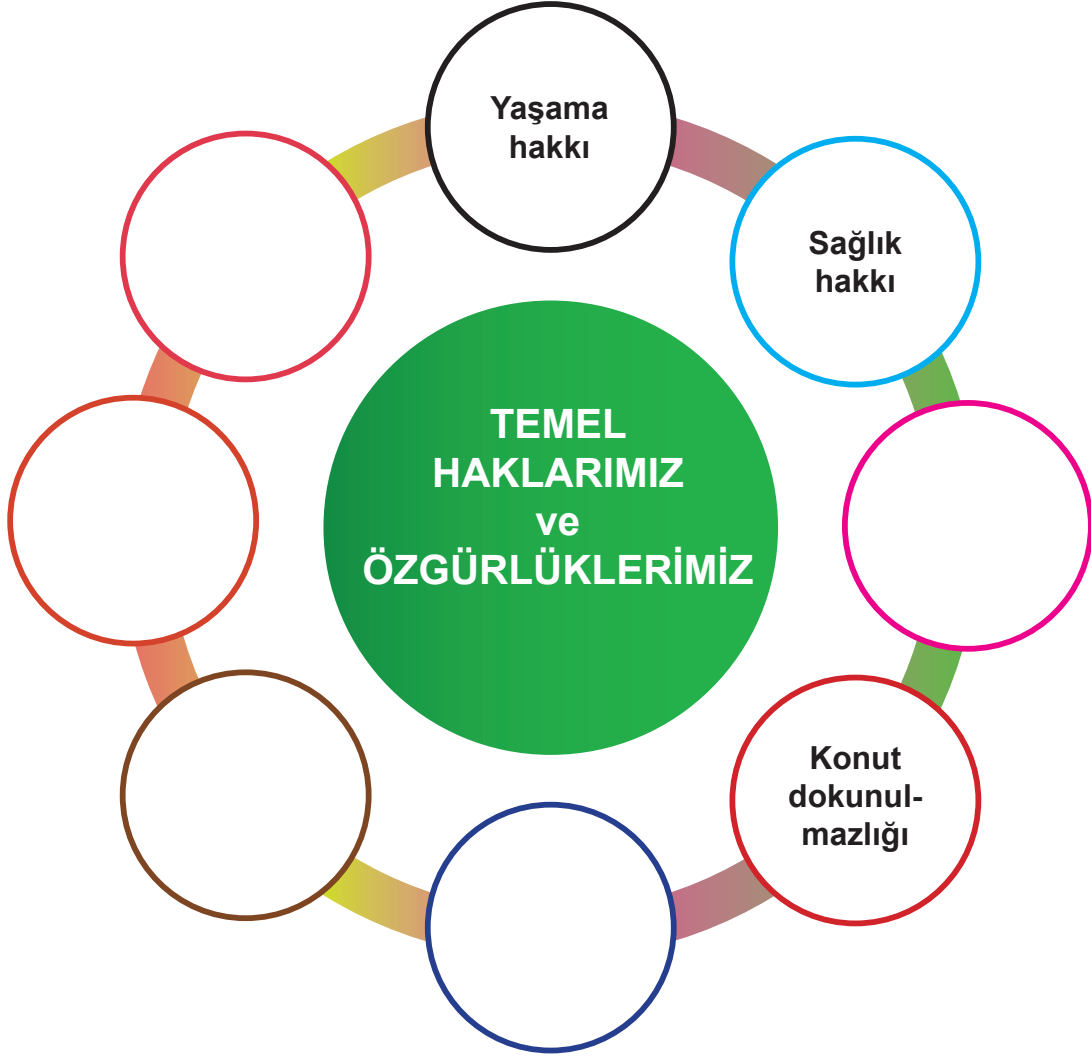 Yaşama
hakkı
Sağlık
hakkı
TEMEL
HAKLARIMIZ
ve
ÖZGÜRLÜKLERİMİZ
Konut
dokunul-
mazlığı